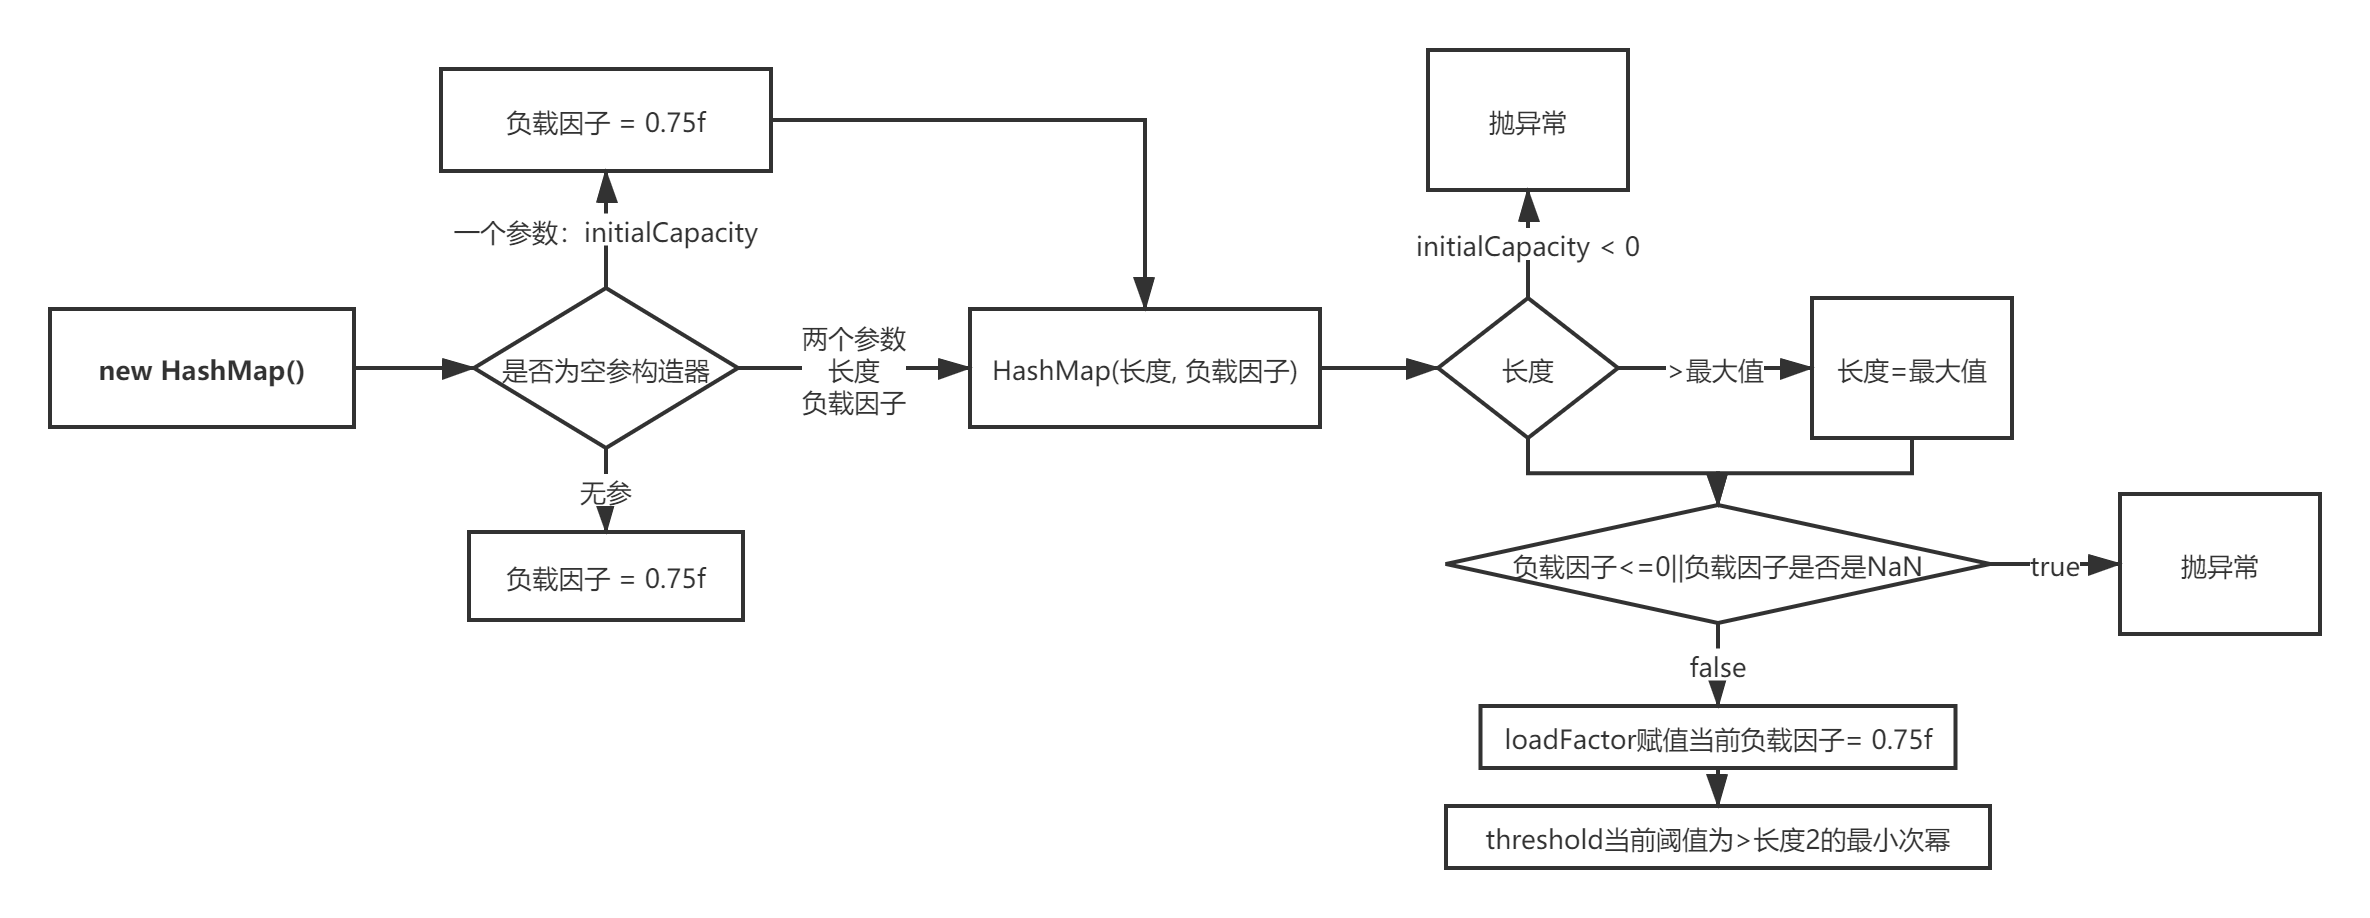 new HashMap()
负载因子 = 0.75f
一个参数：initialCapacity
是否为空参构造器
无参
负载因子 = 0.75f
两个参数
长度
负载因子
HashMap(长度, 负载因子)
抛异常
initialCapacity < 0
长度
>最大值
长度=最大值
负载因子<=0||负载因子是否是NaN
true
抛异常
false
loadFactor赋值当前负载因子= 0.75f
threshold当前阈值为>长度2的最小次幂